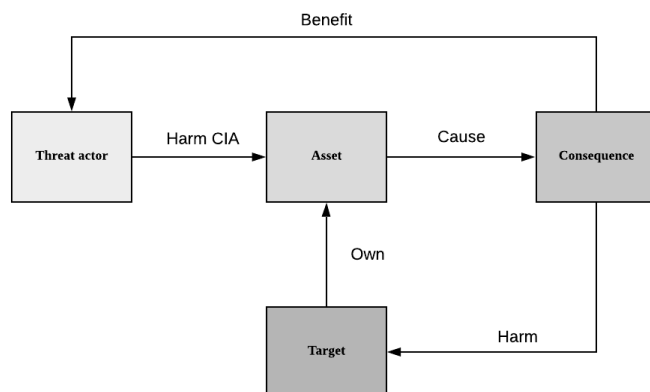 Benefit
Harm CIA
Cause
Threat actor
Asset
Consequence
Own
Harm
Target